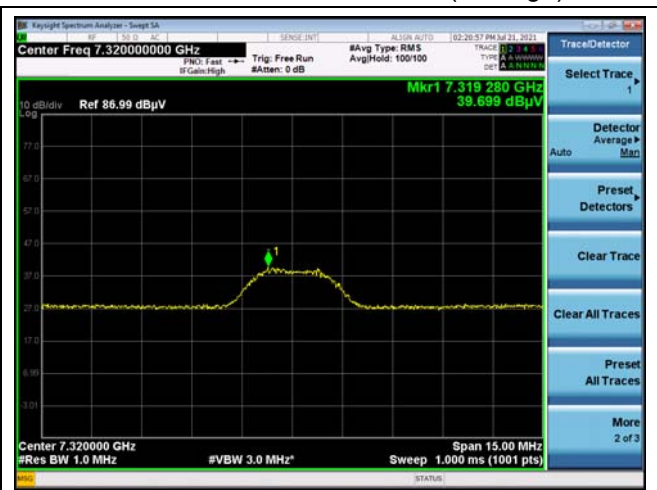 Keysight Spectrum Analyzer - Swept SA
RF 50 Ω AC SENSE:INT ALIGN AUTO 02:20:57 PM Jul 21, 2021
Center Freq 7.320000000 GHz
PNO: Fast
IFGain:High
Trig: Free Run
#Atten: 0 dB
#Avg Type: RMS
Avg|Hold: 100/100
TRACE 1 2 3 4 5 6
TYPE A A W W W W
DET A A N N N N
Mkr1 7.319 280 GHz
39.699 dBµV
10 dB/div Ref 86.99 dBµV
Log
77.0
67.0
57.0
47.0
37.0
27.0
17.0
6.99
-3.01
1
Center 7.320000 GHz Span 15.00 MHz
#Res BW 1.0 MHz #VBW 3.0 MHz* Sweep 1.000 ms (1001 pts)
MSG STATUS
Trace/Detector
Select Trace
1
Detector
Average
Auto Man
Preset
Detectors
Clear Trace
Clear All Traces
Preset
All Traces
More
2 of 3